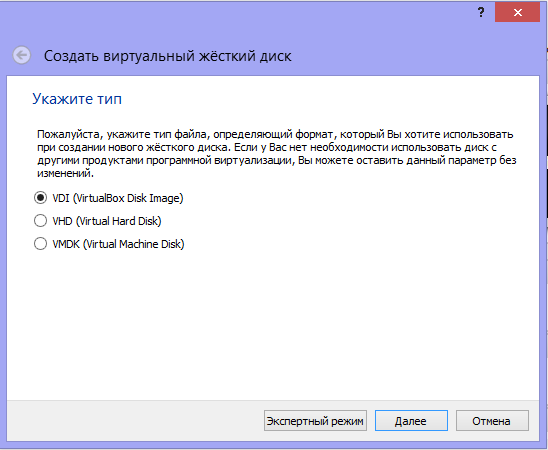 ?
Создать виртуальный жёсткий диск
Укажите тип
Пожалуйста, укажите тип файла, определяющий формат, который Вы хотите использовать
при создании нового жёсткого диска. Если у Вас нет необходимости использовать диск с
другими продуктами программной виртуализации, Вы можете оставить данный параметр без
изменений.
VDI (VirtualBox Disk Image)
VHD (Virtual Hard Disk)
VMDK (Virtual Machine Disk)
Экспертный режим Далее Отмена